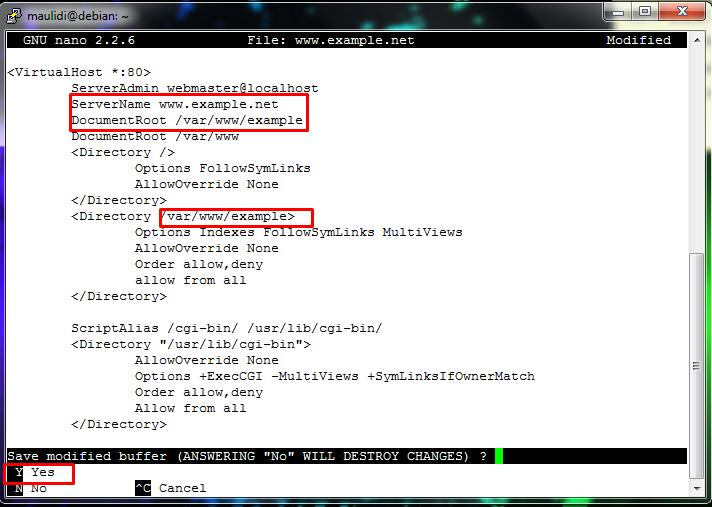 maulidi@debian: ~
GNU nano 2.2.6 File: www.example.net Modified
<VirtualHost *:80>
ServerAdmin webmaster@localhost
ServerName www.example.net
DocumentRoot /var/www/example
DocumentRoot /var/www
<Directory />
Options FollowSymLinks
AllowOverride None
</Directory>
<Directory /var/www/example>
Options Indexes FollowSymLinks MultiViews
AllowOverride None
Order allow,deny
allow from all
</Directory>
ScriptAlias /cgi-bin/ /usr/lib/cgi-bin/
<Directory "/usr/lib/cgi-bin">
AllowOverride None
Options +ExecCGI -MultiViews +SymLinksIfOwnerMatch
Order allow,deny
Allow from all
</Directory>
Save modified buffer (ANSWERING "No" WILL DESTROY CHANGES) ?
Y Yes
N No ^C Cancel